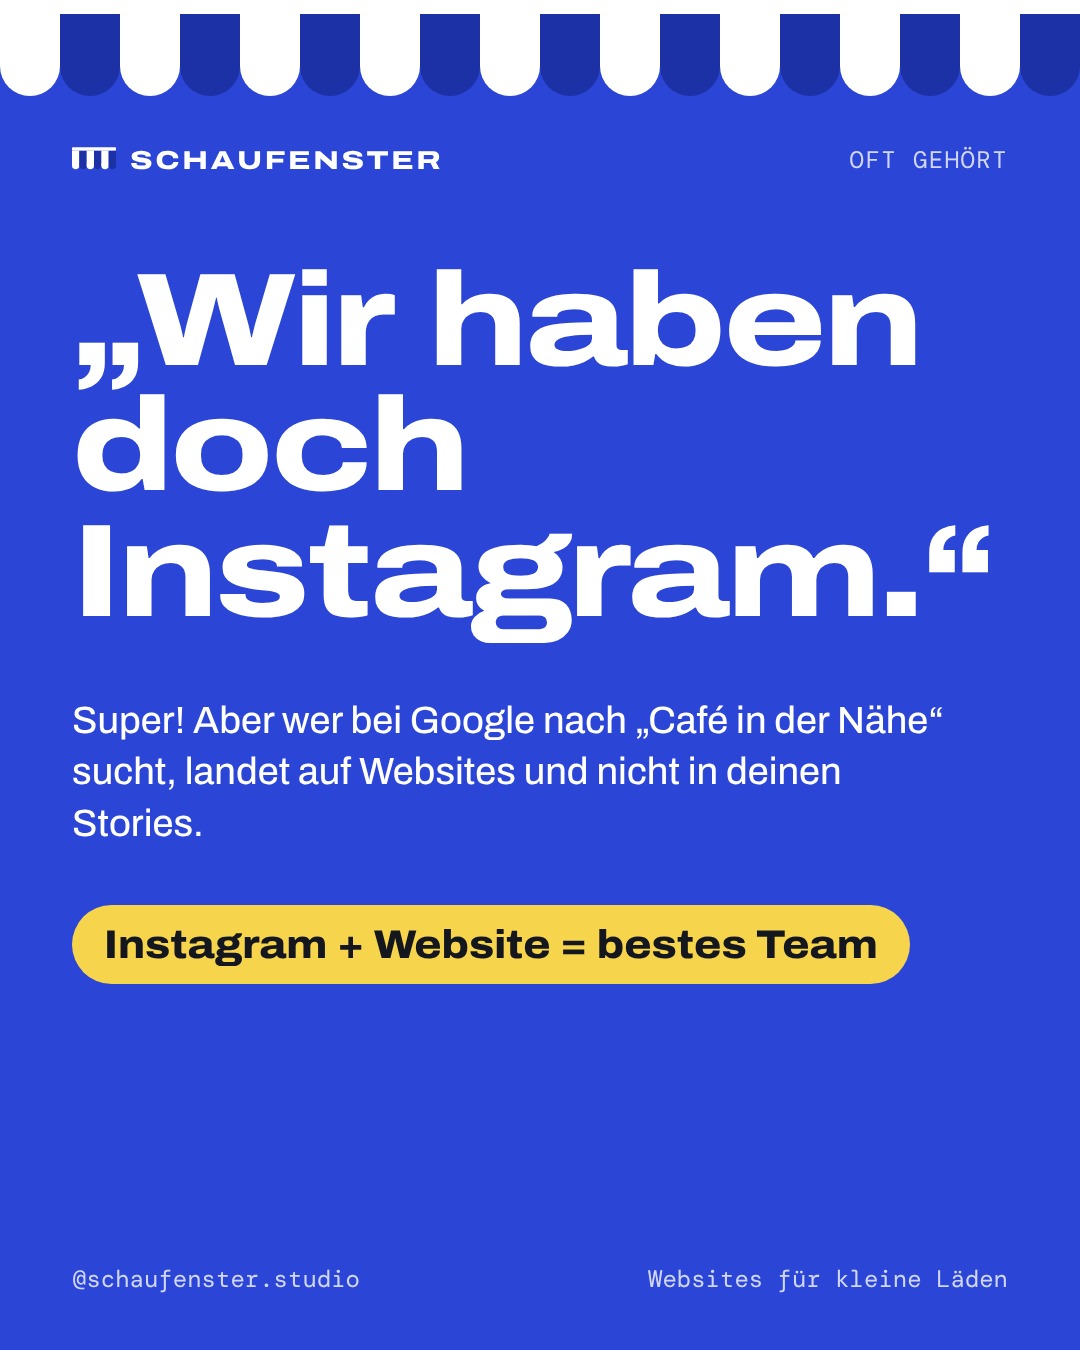 SCHAUFENSTER
OFT GEHÖRT
„Wir haben
doch
Instagram.“
Super! Aber wer bei Google nach „Café in der Nähe“
sucht, landet auf Websites und nicht in deinen
Stories.
Instagram + Website = bestes Team
@schaufenster.studio
Websites für kleine Läden